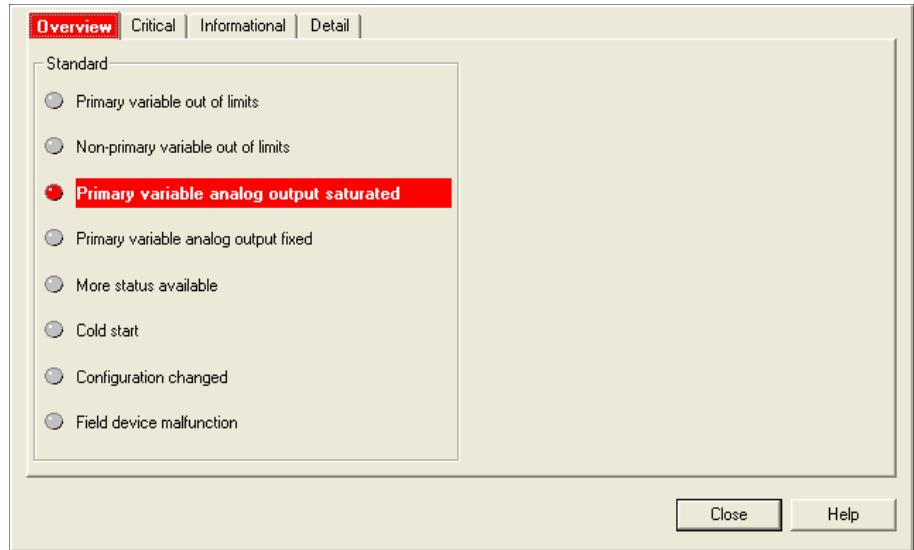 Overview Critical Informational Detail
Standard
Primary variable out of limits
Non-primary variable out of limits
Primary variable analog output saturated
Primary variable analog output fixed
More status available
Cold start
Configuration changed
Field device malfunction
Close Help